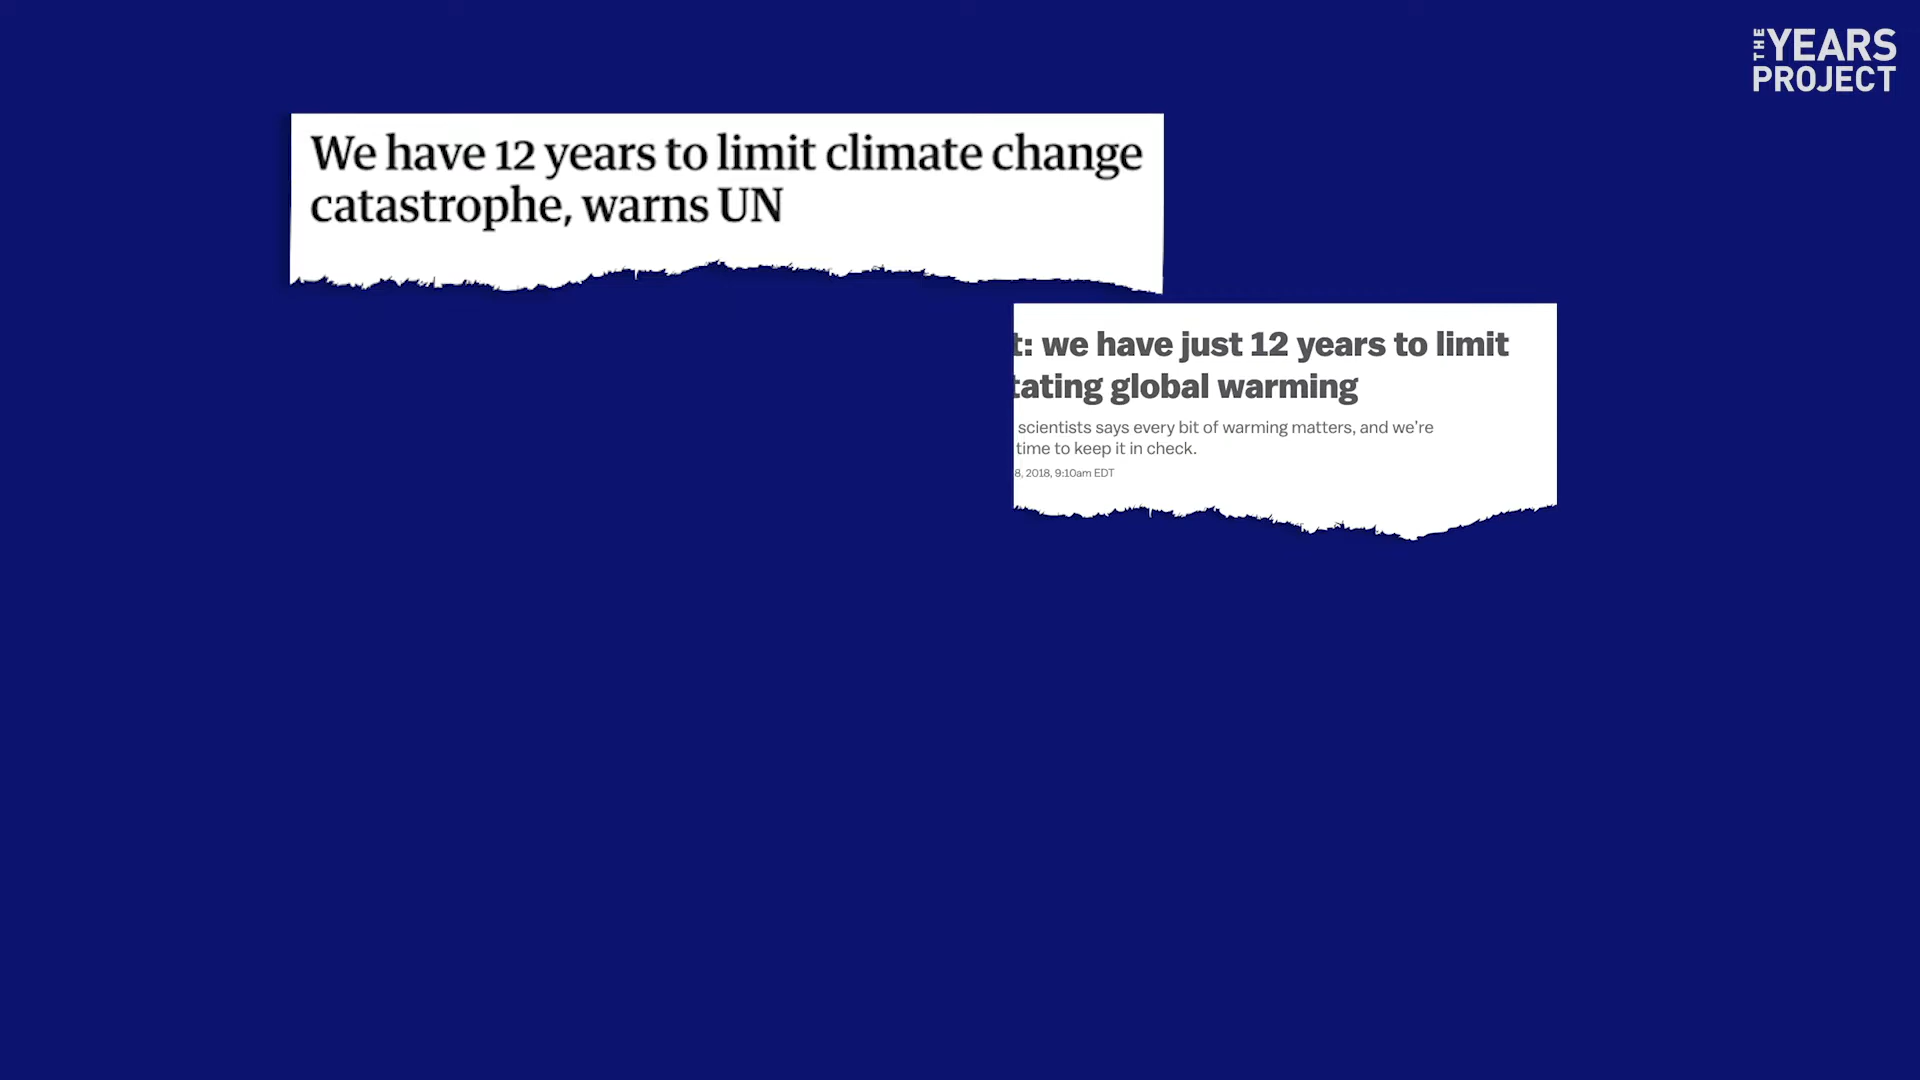 THE YEARS
PROJECT
We have 12 years to limit climate change
catastrophe, warns UN
t: we have just 12 years to limit
tating global warming
scientists says every bit of warming matters, and we're
time to keep it in check.
8, 2018, 9:10am EDT